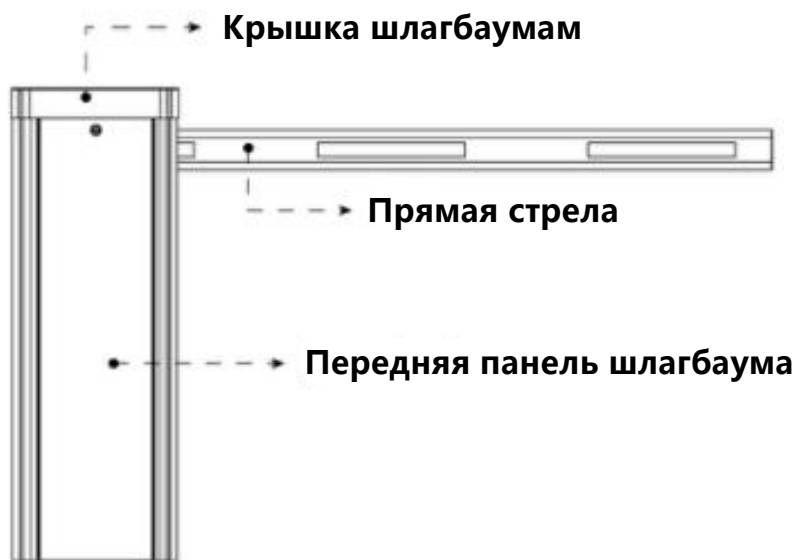 Крышка шлагбаумам
Прямая стрела
Передняя панель шлагбаума